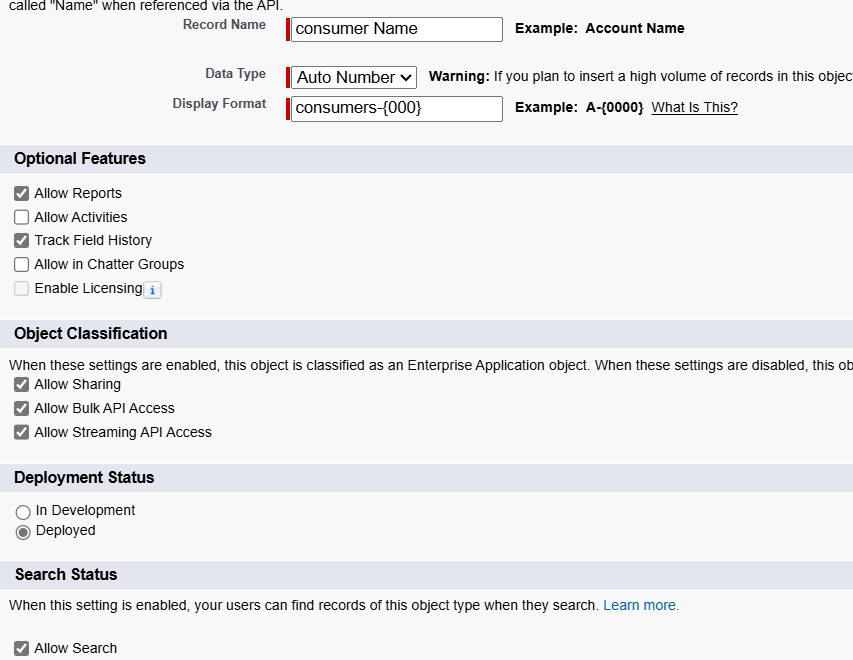 called "Name" when referenced via the API.
Record Name consumer Name Example: Account Name
Data Type Auto Number Warning: If you plan to insert a high volume of records in this objec
Display Format consumers-{000} Example: A-{0000} What Is This?
Optional Features
Allow Reports
Allow Activities
Track Field History
Allow in Chatter Groups
Enable Licensing i
Object Classification
When these settings are enabled, this object is classified as an Enterprise Application object. When these settings are disabled, this ob
Allow Sharing
Allow Bulk API Access
Allow Streaming API Access
Deployment Status
In Development
Deployed
Search Status
When this setting is enabled, your users can find records of this object type when they search. Learn more.
Allow Search